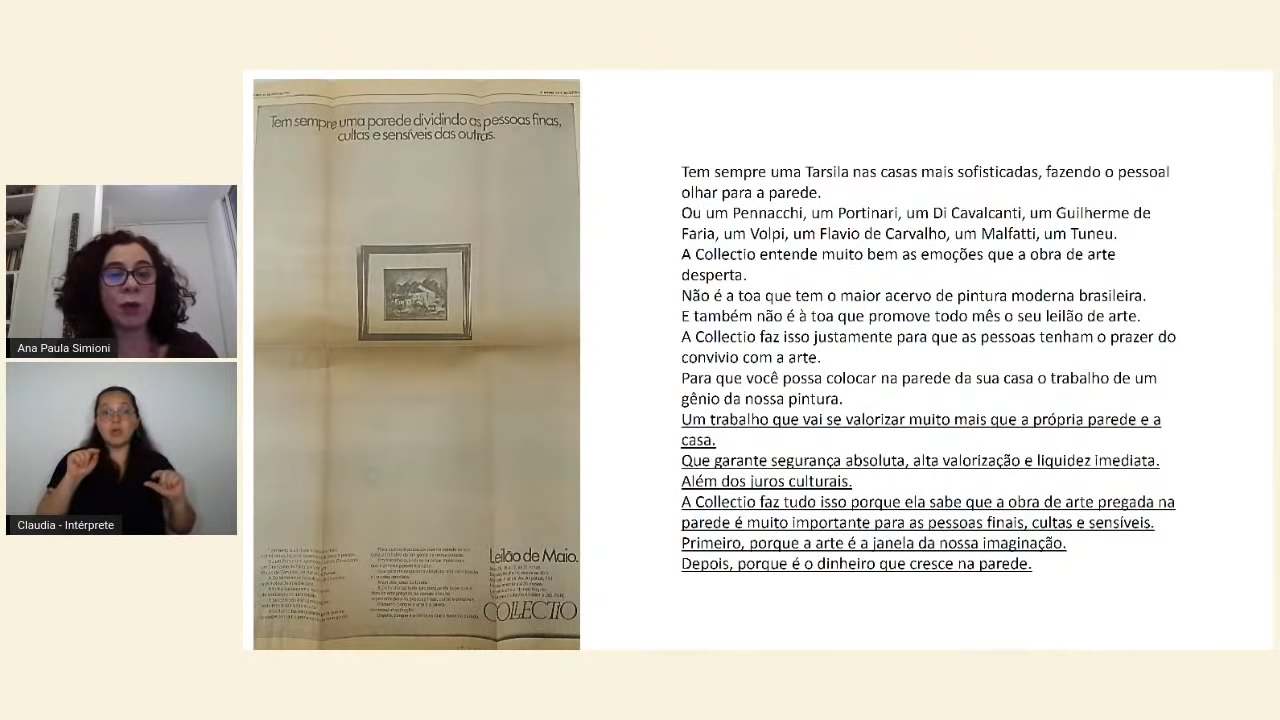 Tem sempre uma parede dividindo as pessoas finas,
cultas e sensíveis das outras.
Leilão de Maio.
COLLECTIO
Tem sempre uma Tarsila nas casas mais sofisticadas, fazendo o pessoal
olhar para a parede.
Ou um Pennacchi, um Portinari, um Di Cavalcanti, um Guilherme de
Faria, um Volpi, um Flavio de Carvalho, um Malfatti, um Tuneu.
A Collectio entende muito bem as emoções que a obra de arte
desperta.
Não é a toa que tem o maior acervo de pintura moderna brasileira.
E também não é à toa que promove todo mês o seu leilão de arte.
A Collectio faz isso justamente para que as pessoas tenham o prazer do
convivio com a arte.
Para que você possa colocar na parede da sua casa o trabalho de um
gênio da nossa pintura.
Um trabalho que vai se valorizar muito mais que a própria parede e a
casa.
Que garante segurança absoluta, alta valorização e liquidez imediata.
Além dos juros culturais.
A Collectio faz tudo isso porque ela sabe que a obra de arte pregada na
parede é muito importante para as pessoas finais, cultas e sensíveis.
Primeiro, porque a arte é a janela da nossa imaginação.
Depois, porque é o dinheiro que cresce na parede.
Ana Paula Simioni
Claudia - Intérprete